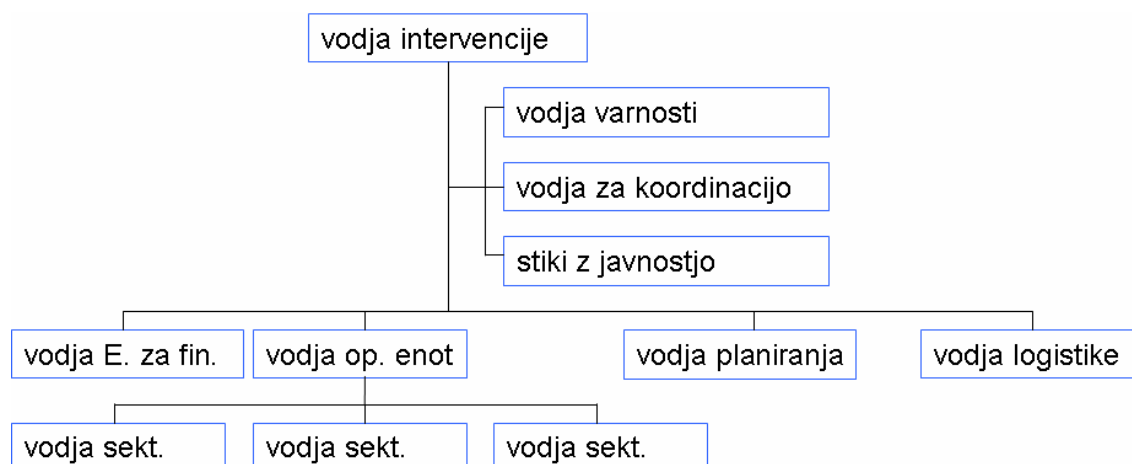 vodja intervencije
vodja varnosti
vodja za koordinacijo
stiki z javnostjo
vodja E. za fin.
vodja op. enot
vodja planiranja
vodja logistike
vodja sekt.
vodja sekt.
vodja sekt.